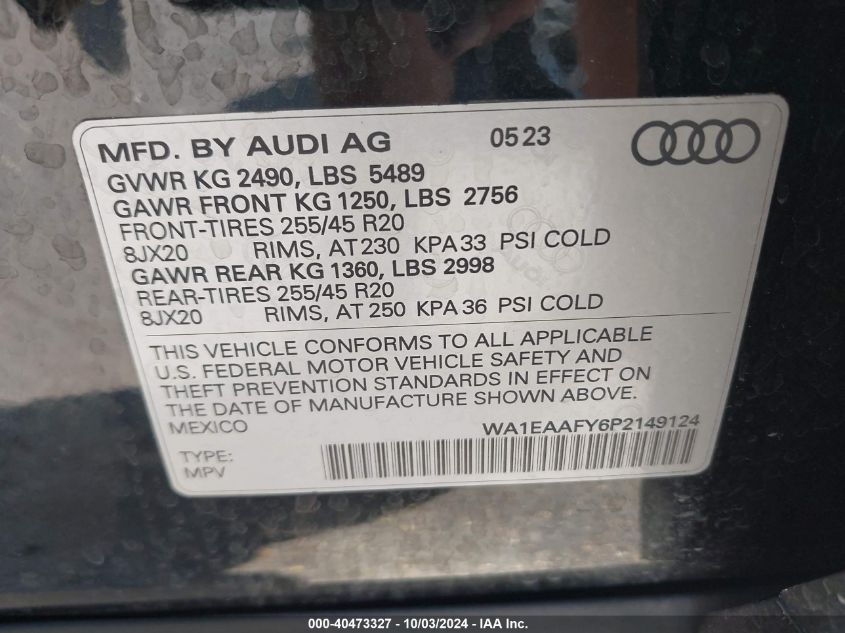 MFD. BY AUDI AG 0523
GVWR KG 2490, LBS 5489
GAWR FRONT KG 1250, LBS 2756
FRONT-TIRES 255/45 R20
8JX20 RIMS, AT 230 KPA 33 PSI COLD
GAWR REAR KG 1360, LBS 2998
REAR-TIRES 255/45 R20
8JX20 RIMS, AT 250 KPA 36 PSI COLD
THIS VEHICLE CONFORMS TO ALL APPLICABLE
U.S. FEDERAL MOTOR VEHICLE SAFETY AND
THEFT PREVENTION STANDARDS IN EFFECT ON
THE DATE OF MANUFACTURE SHOWN ABOVE.
MEXICO WA1EAAFY6P2149124
TYPE:
MPV
000-40473327 - 10/03/2024 - IAA Inc.